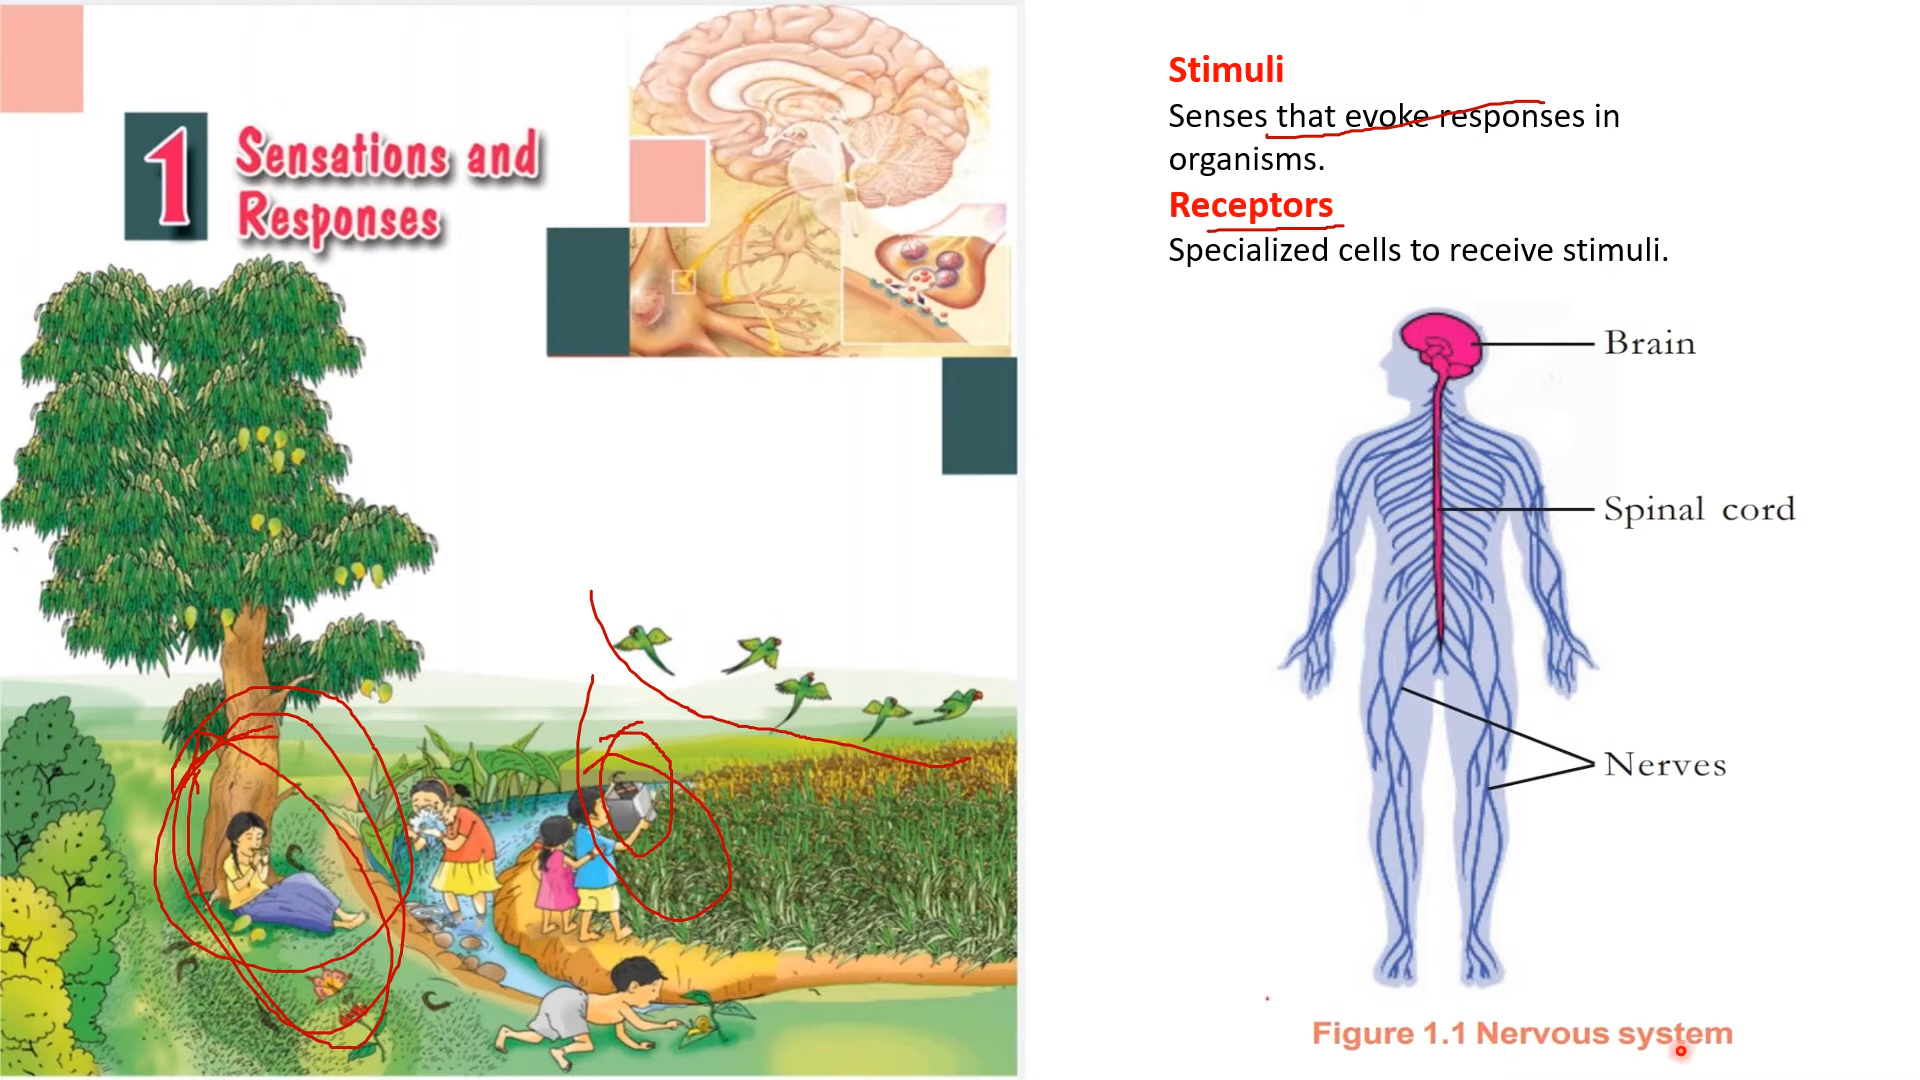 1
Sensations and
Responses
Stimuli
Senses that evoke responses in
organisms.
Receptors
Specialized cells to receive stimuli.
Brain
Spinal cord
Nerves
Figure 1.1 Nervous system